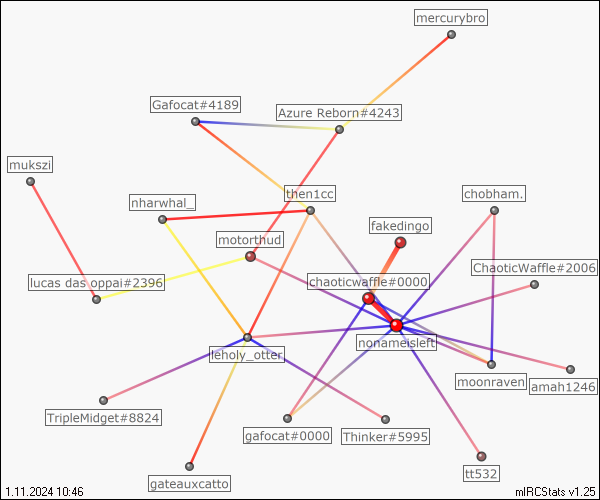 mercurybro
Gafocat#4189
Azure Reborn#4243
mukszi
nharwhal_
then1cc
chobham.
fakedingo
motorthud
ChaoticWaffle#2006
lucas das oppai#2396
chaoticwaffle#0000
nonameisleft
leholy_otter
moonraven
amah1246
TripleMidget#8824
gafocat#0000
Thinker#5995
tt532
gateauxcatto
1.11.2024 10:46
mIRCStats v1.25